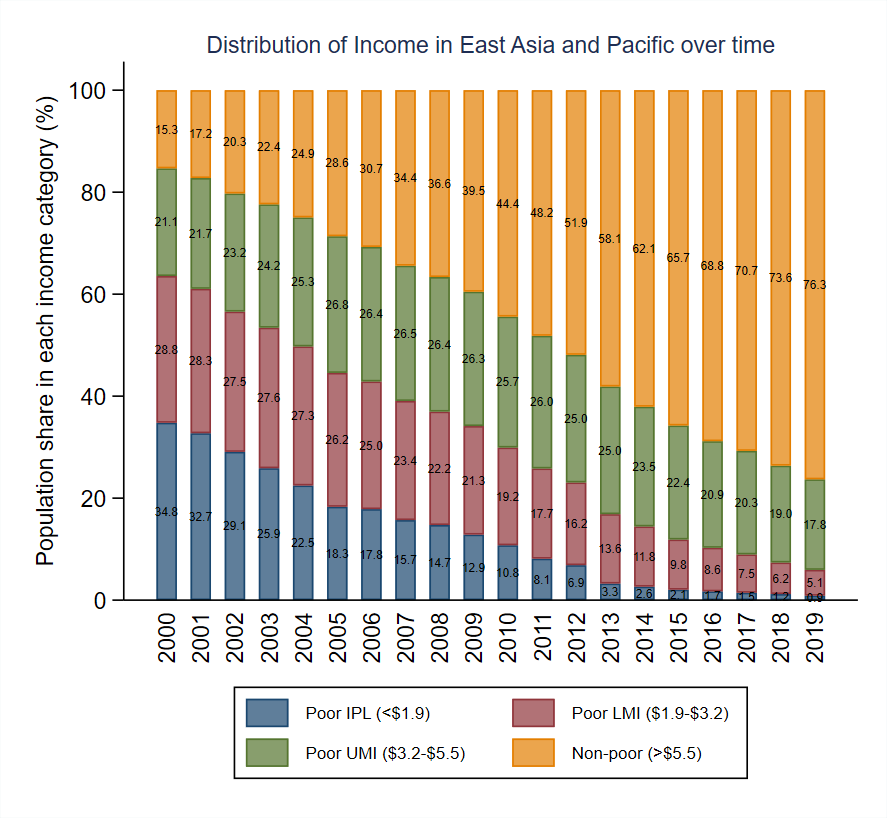 Distribution of Income in East Asia and Pacific over time
Population share in each income category (%)
100
80
60
40
20
0
15.3 17.2 20.3 22.4 24.9 28.6 30.7 34.4 36.6 39.5 44.4 48.2 51.9 58.1 62.1 65.7 68.8 70.7 73.6 76.3
21.1 21.7 23.2 24.2 25.3 26.8 26.4 26.5 26.4 26.3 25.7 26.0 25.0 25.0 23.5 22.4 20.9 20.3 19.0 17.8
28.8 28.3 27.5 27.6 27.3 26.2 25.0 23.4 22.2 21.3 19.2 17.7 16.2 13.6 11.8 9.8 8.6 7.5 6.2 5.1
34.8 32.7 29.1 25.9 22.5 18.3 17.8 15.7 14.7 12.9 10.8 8.1 6.9 3.3 2.6 2.1 1.7 1.5 1.2 0.9
2000 2001 2002 2003 2004 2005 2006 2007 2008 2009 2010 2011 2012 2013 2014 2015 2016 2017 2018 2019
Poor IPL (<$1.9) Poor LMI ($1.9-$3.2)
Poor UMI ($3.2-$5.5) Non-poor (>$5.5)